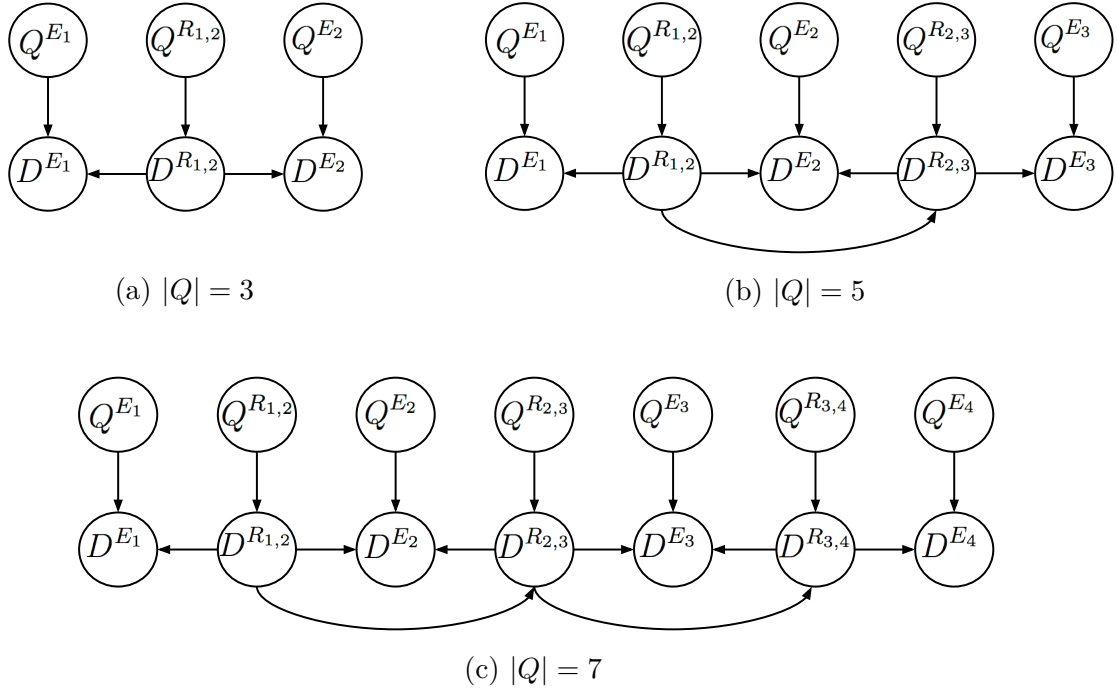 Q^{E_1} Q^{R_{1,2}} Q^{E_2} Q^{E_1} Q^{R_{1,2}} Q^{E_2} Q^{R_{2,3}} Q^{E_3}
D^{E_1} D^{R_{1,2}} D^{E_2} D^{E_1} D^{R_{1,2}} D^{E_2} D^{R_{2,3}} D^{E_3}
(a) |Q| = 3 (b) |Q| = 5
Q^{E_1} Q^{R_{1,2}} Q^{E_2} Q^{R_{2,3}} Q^{E_3} Q^{R_{3,4}} Q^{E_4}
D^{E_1} D^{R_{1,2}} D^{E_2} D^{R_{2,3}} D^{E_3} D^{R_{3,4}} D^{E_4}
(c) |Q| = 7